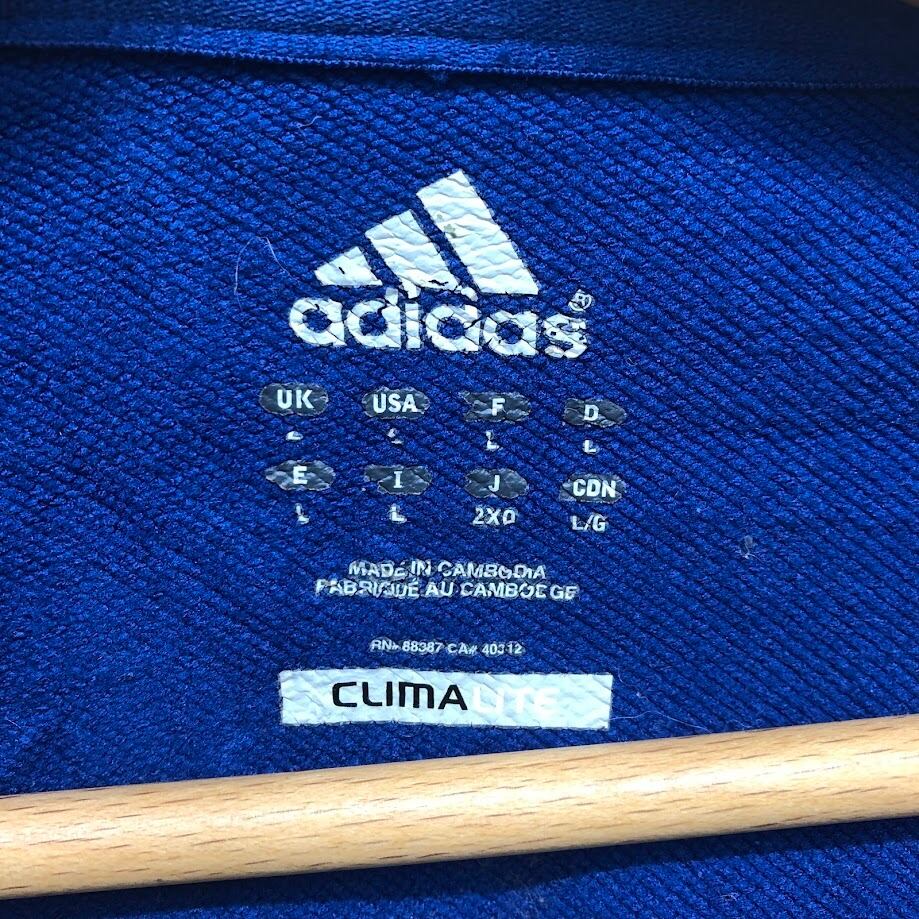 adidas®
UK USA F D
L L L L
E I J CDN
L L 2XO L/G
MADE IN CAMBODIA
FABRIQUÉ AU CAMBODGE
RN# 88387 CA# 40312
CLIMALITE